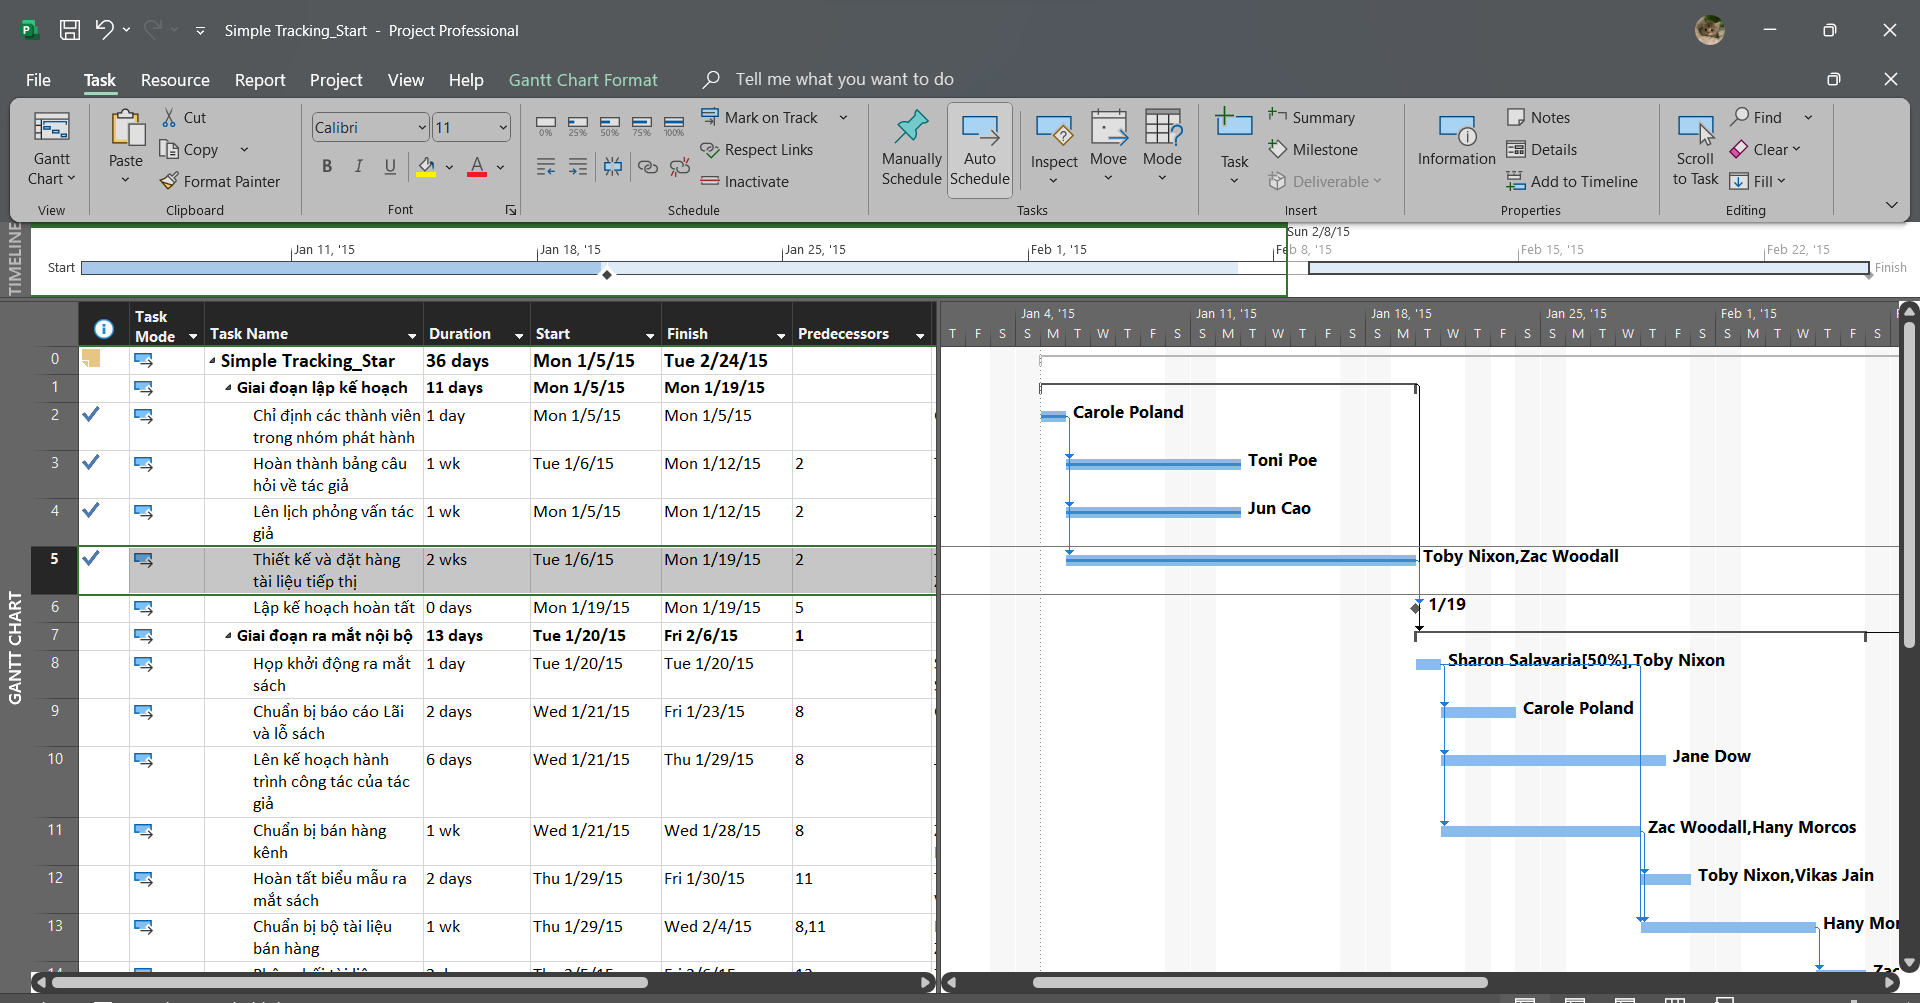 Simple Tracking_Start - Project Professional
File Task Resource Report Project View Help Gantt Chart Format Tell me what you want to do
Gantt Chart
View
Paste
Cut
Copy
Format Painter
Clipboard
Calibri 11
B I U A
Font
0% 25% 50% 75% 100%
Mark on Track
Respect Links
Inactivate
Schedule
Manually Schedule
Auto Schedule
Inspect
Move
Mode
Tasks
Task
Summary
Milestone
Deliverable
Insert
Information
Notes
Details
Add to Timeline
Properties
Scroll to Task
Find
Clear
Fill
Editing
TIMELINE
Sun 2/8/15
Jan 11, '15 Jan 18, '15 Jan 25, '15 Feb 1, '15 Feb 8, '15 Feb 15, '15 Feb 22, '15
Start
Finish
GANTT CHART
Task Mode Task Name Duration Start Finish Predecessors
0 Simple Tracking_Star 36 days Mon 1/5/15 Tue 2/24/15
1 Giai đoạn lập kế hoạch 11 days Mon 1/5/15 Mon 1/19/15
2 Chỉ định các thành viên 1 day Mon 1/5/15 Mon 1/5/15
trong nhóm phát hành
3 Hoàn thành bảng câu 1 wk Tue 1/6/15 Mon 1/12/15 2
hỏi về tác giả
4 Lên lịch phỏng vấn tác 1 wk Mon 1/5/15 Mon 1/12/15 2
giả
5 Thiết kế và đặt hàng 2 wks Tue 1/6/15 Mon 1/19/15 2
tài liệu tiếp thị
6 Lập kế hoạch hoàn tất 0 days Mon 1/19/15 Mon 1/19/15 5
7 Giai đoạn ra mắt nội bộ 13 days Tue 1/20/15 Fri 2/6/15 1
8 Họp khởi động ra mắt 1 day Tue 1/20/15 Tue 1/20/15
sách
9 Chuẩn bị báo cáo Lãi 2 days Wed 1/21/15 Fri 1/23/15 8
và lỗ sách
10 Lên kế hoạch hành 6 days Wed 1/21/15 Thu 1/29/15 8
trình công tác của tác
giả
11 Chuẩn bị bán hàng 1 wk Wed 1/21/15 Wed 1/28/15 8
kênh
12 Hoàn tất biểu mẫu ra 2 days Thu 1/29/15 Fri 1/30/15 11
mắt sách
13 Chuẩn bị bộ tài liệu 1 wk Thu 1/29/15 Wed 2/4/15 8,11
bán hàng
Jan 4, '15 Jan 11, '15 Jan 18, '15 Jan 25, '15 Feb 1, '15
T F S S M T W T F S S M T W T F S S M T W T F S S M T W T F S S M T W T F S
Carole Poland
Toni Poe
Jun Cao
Toby Nixon,Zac Woodall
1/19
Sharon Salavaria[50%],Toby Nixon
Carole Poland
Jane Dow
Zac Woodall,Hany Morcos
Toby Nixon,Vikas Jain
Hany Mor